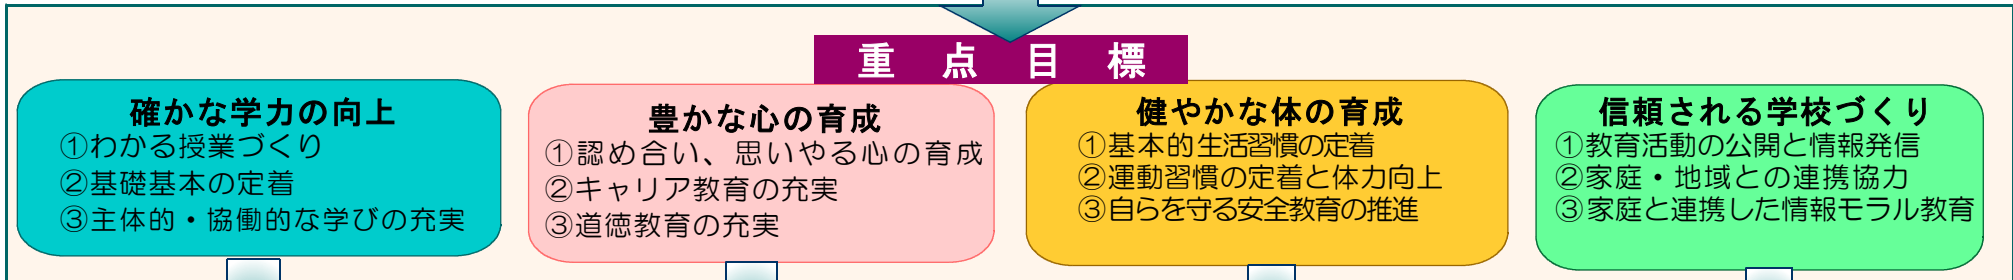 重点目標
確かな学力の向上
①わかる授業づくり
②基礎基本の定着
③主体的・協働的な学びの充実
豊かな心の育成
①認め合い、思いやる心の育成
②キャリア教育の充実
③道徳教育の充実
健やかな体の育成
①基本的生活習慣の定着
②運動習慣の定着と体力向上
③自らを守る安全教育の推進
信頼される学校づくり
①教育活動の公開と情報発信
②家庭・地域との連携協力
③家庭と連携した情報モラル教育